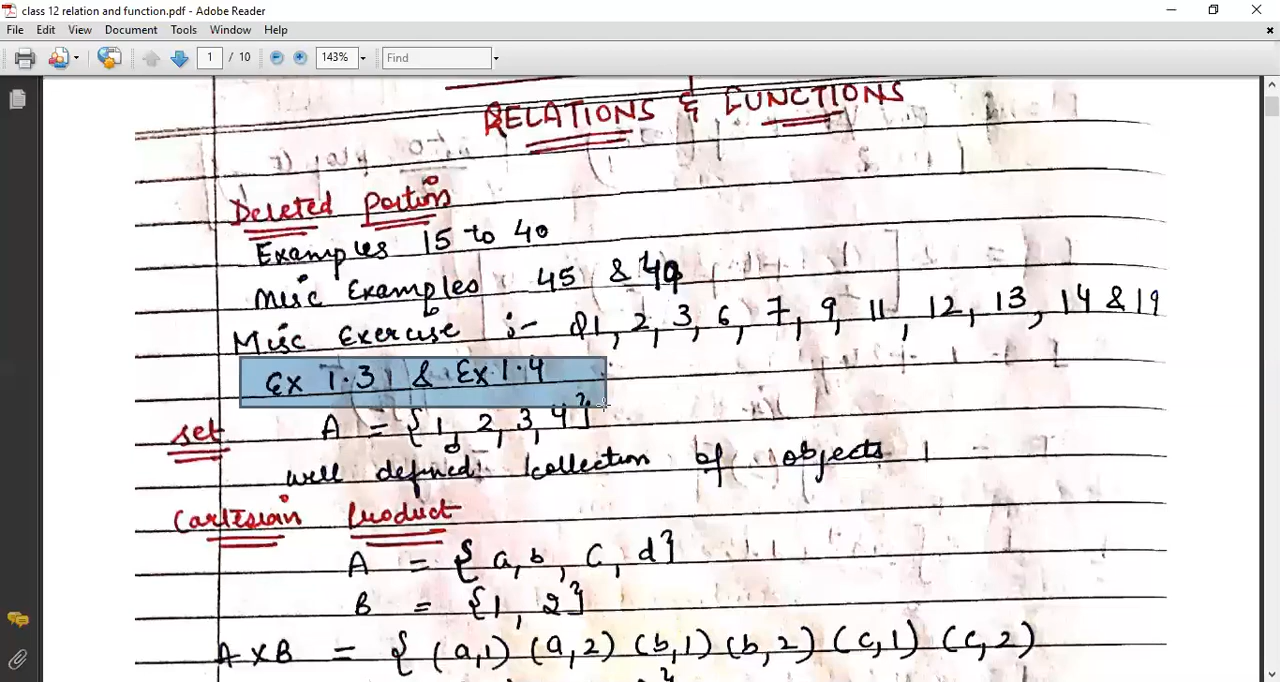 class 12 relation and function.pdf - Adobe Reader
File Edit View Document Tools Window Help
1 / 10 143% Find
RELATIONS & FUNCTIONS
Deleted Portion
Examples 15 to 40
Misc Examples 45 & 49
Misc Exercise :- Q1, 2, 3, 6, 7, 9, 11, 12, 13, 14 & 19
Ex 1.3 & Ex 1.4
set A = {1, 2, 3, 4}
well defined collection of objects
Cartesian Product
A = {a, b, c, d}
B = {1, 2}
A X B = { (a,1) (a,2) (b,1) (b,2) (c,1) (c,2)